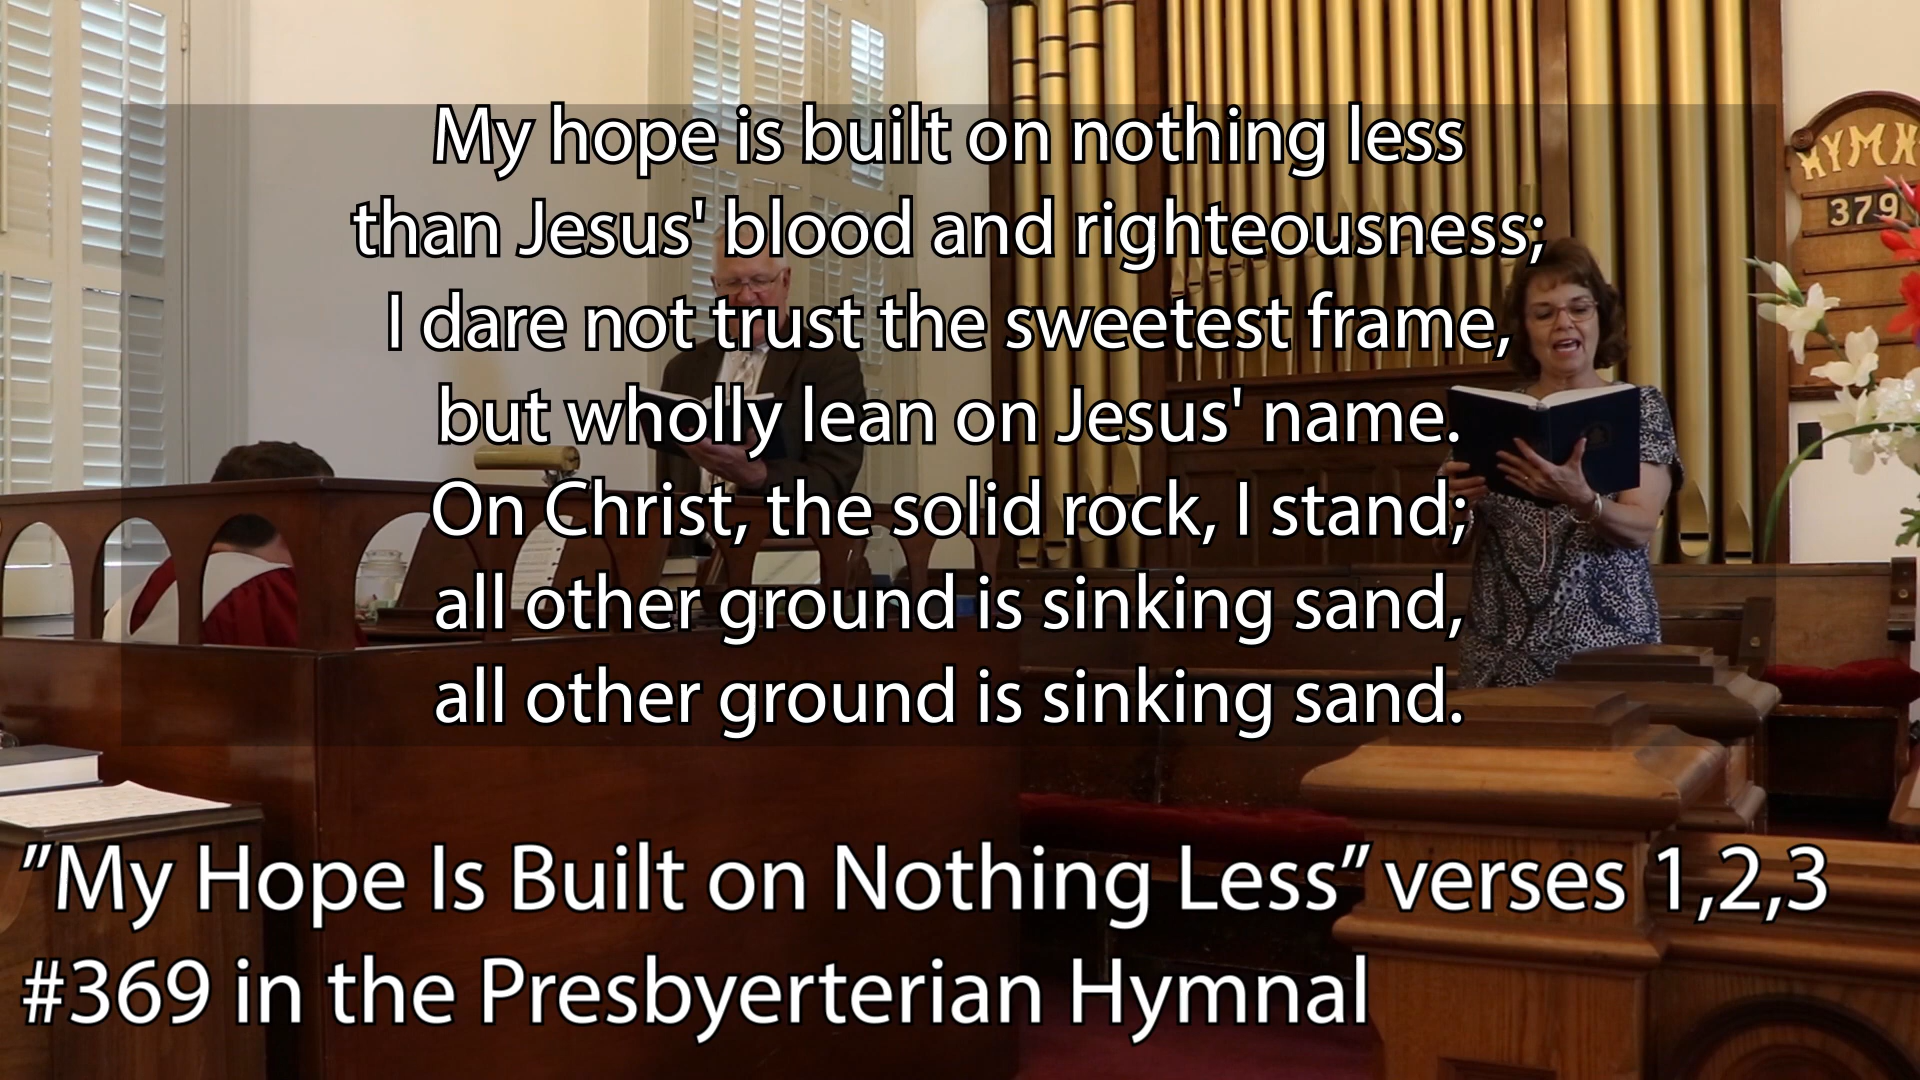 My hope is built on nothing less
than Jesus' blood and righteousness;
I dare not trust the sweetest frame,
but wholly lean on Jesus' name.
On Christ, the solid rock, I stand;
all other ground is sinking sand,
all other ground is sinking sand.
"My Hope Is Built on Nothing Less" verses 1,2,3
#369 in the Presbyerterian Hymnal
HYMN
379